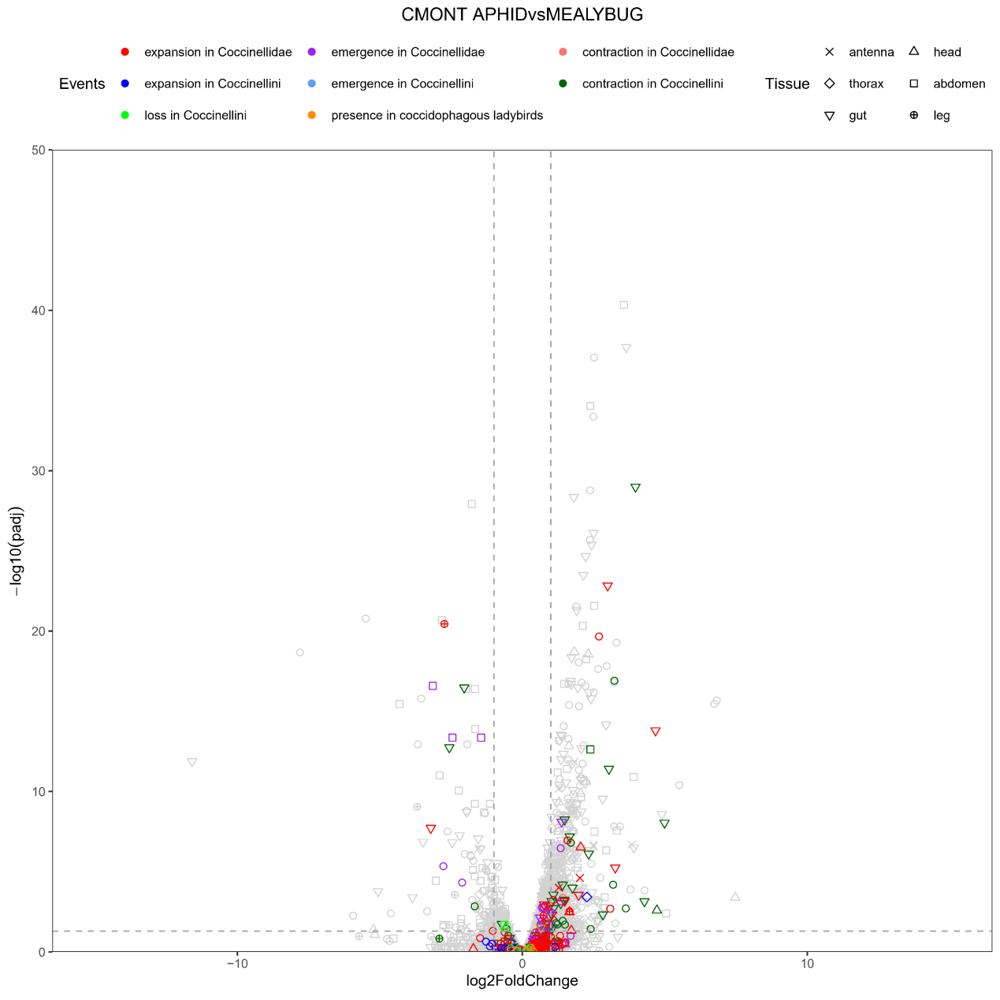 CMONT APHIDvsMEALYBUG
expansion in Coccinellidae
emergence in Coccinellidae
contraction in Coccinellidae
antenna
head
Events
expansion in Coccinellini
emergence in Coccinellini
contraction in Coccinellini
Tissue
thorax
abdomen
loss in Coccinellini
presence in coccidophagous ladybirds
gut
leg
50
40
30
20
10
0
−log10(padj)
−10
0
10
log2FoldChange